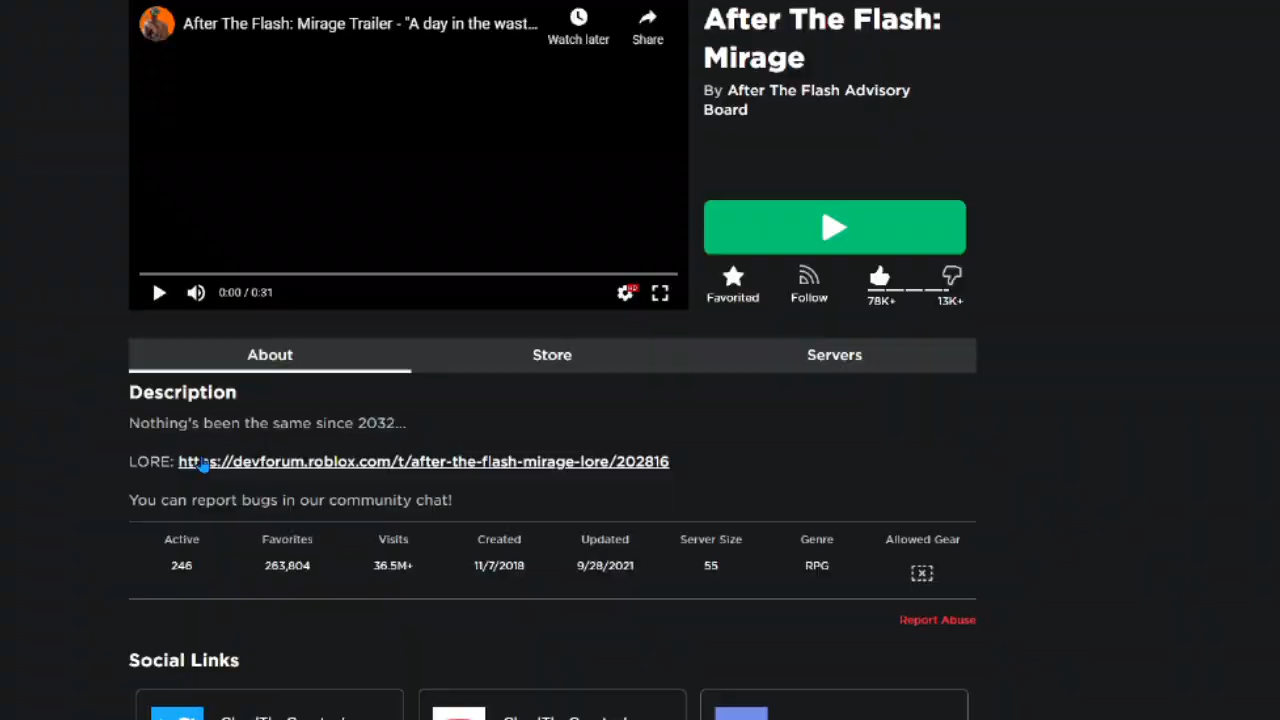 After The Flash: Mirage Trailer - "A day in the wast...
Watch later
Share
0:00 / 0:31
HD
After The Flash:
Mirage
By After The Flash Advisory
Board
Favorited
Follow
78K+
13K+
About
Store
Servers
Description
Nothing's been the same since 2032...
LORE: https://devforum.roblox.com/t/after-the-flash-mirage-lore/202816
You can report bugs in our community chat!
Active
Favorites
Visits
Created
Updated
Server Size
Genre
Allowed Gear
246
263,804
36.5M+
11/7/2018
9/28/2021
55
RPG
Report Abuse
Social Links